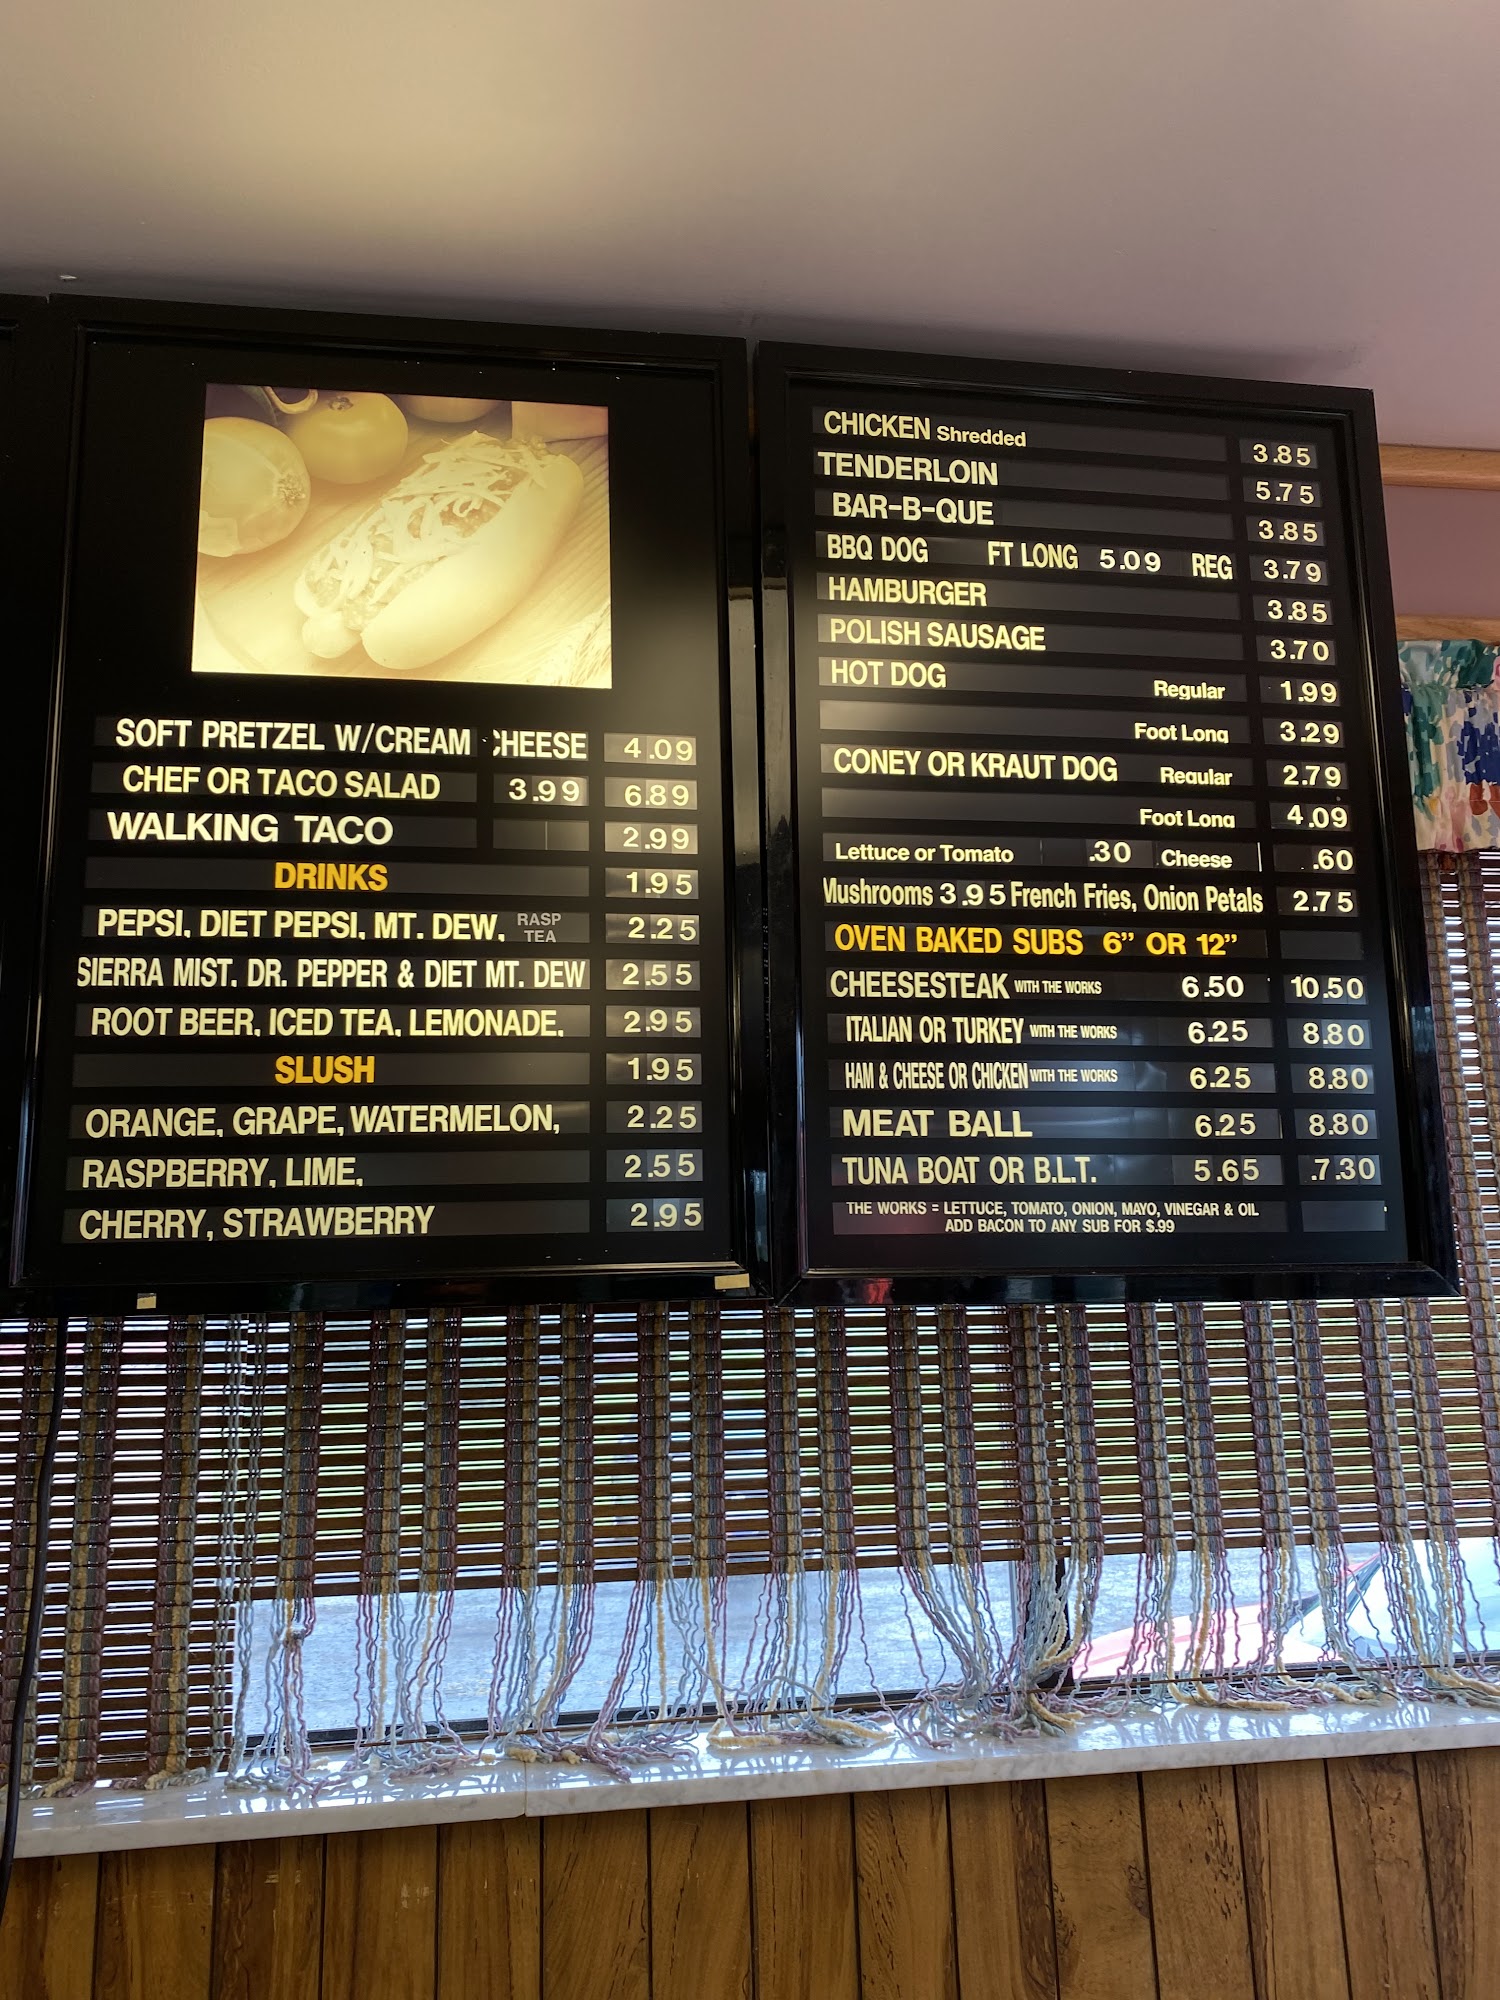 SOFT PRETZEL W/CREAM CHEESE 4.09
CHEF OR TACO SALAD 3.99 6.89
WALKING TACO 2.99
DRINKS 1.95
PEPSI, DIET PEPSI, MT. DEW, RASP TEA 2.25
SIERRA MIST, DR. PEPPER & DIET MT. DEW 2.55
ROOT BEER, ICED TEA, LEMONADE, 2.95
SLUSH 1.95
ORANGE, GRAPE, WATERMELON, 2.25
RASPBERRY, LIME, 2.55
CHERRY, STRAWBERRY 2.95
CHICKEN Shredded 3.85
TENDERLOIN 5.75
BAR-B-QUE 3.85
BBQ DOG FT LONG 5.09 REG 3.79
HAMBURGER 3.85
POLISH SAUSAGE 3.70
HOT DOG Regular 1.99
Foot Long 3.29
CONEY OR KRAUT DOG Regular 2.79
Foot Long 4.09
Lettuce or Tomato .30 Cheese .60
Mushrooms 3.95 French Fries, Onion Petals 2.75
OVEN BAKED SUBS 6” OR 12”
CHEESESTEAK WITH THE WORKS 6.50 10.50
ITALIAN OR TURKEY WITH THE WORKS 6.25 8.80
HAM & CHEESE OR CHICKEN WITH THE WORKS 6.25 8.80
MEAT BALL 6.25 8.80
TUNA BOAT OR B.L.T. 5.65 .7.30
THE WORKS = LETTUCE, TOMATO, ONION, MAYO, VINEGAR & OIL
ADD BACON TO ANY SUB FOR $.99